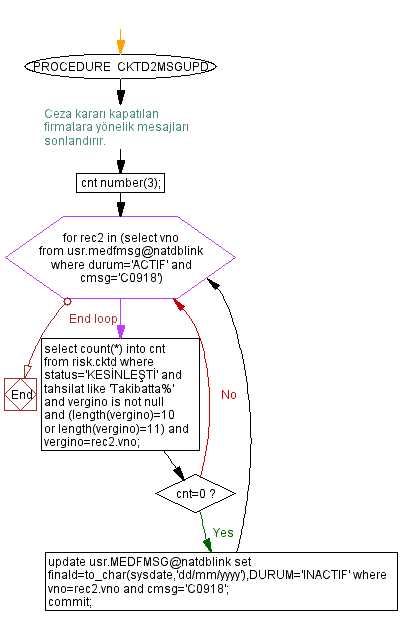 PROCEDURE CKTD2MSGUPD
Ceza kararı kapatılan
firmalara yönelik mesajları
sonlandırır.
cnt number(3);
for rec2 in (select vno
from usr.medfmsg@natdblink
where durum='ACTIF' and
cmsg='C0918')
End loop
End
select count(*) into cnt
from risk.cktd where
status='KESİNLEŞTİ' and
tahsilat like 'Takibatta%'
and vergino is not null
and (length(vergino)=10
or length(vergino)=11) and
vergino=rec2.vno;
No
cnt=0 ?
Yes
update usr.MEDFMSG@natdblink set
finald=to_char(sysdate,'dd/mm/yyyy'),DURUM='INACTIF' where
vno=rec2.vno and cmsg='C0918';
commit;